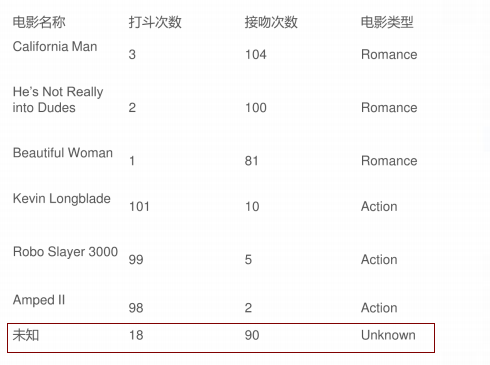 电影名称 打斗次数 接吻次数 电影类型
California Man 3 104 Romance
He's Not Really
into Dudes 2 100 Romance
Beautiful Woman 1 81 Romance
Kevin Longblade 101 10 Action
Robo Slayer 3000 99 5 Action
Amped II 98 2 Action
未知 18 90 Unknown